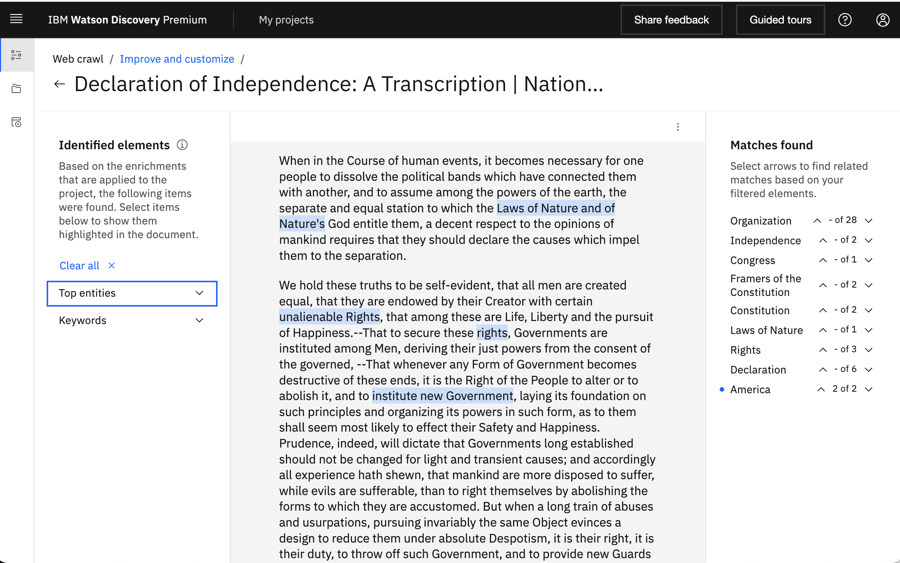 IBM Watson Discovery Premium
My projects
Share feedback
Guided tours
Web crawl / Improve and customize /
← Declaration of Independence: A Transcription | Nation...
Identified elements
Based on the enrichments
that are applied to the
project, the following items
were found. Select items
below to show them
highlighted in the document.
Clear all ×
Top entities
Keywords
When in the Course of human events, it becomes necessary for one
people to dissolve the political bands which have connected them
with another, and to assume among the powers of the earth, the
separate and equal station to which the Laws of Nature and of
Nature's God entitle them, a decent respect to the opinions of
mankind requires that they should declare the causes which impel
them to the separation.
We hold these truths to be self-evident, that all men are created
equal, that they are endowed by their Creator with certain
unalienable Rights, that among these are Life, Liberty and the pursuit
of Happiness.--That to secure these rights, Governments are
instituted among Men, deriving their just powers from the consent of
the governed, --That whenever any Form of Government becomes
destructive of these ends, it is the Right of the People to alter or to
abolish it, and to institute new Government, laying its foundation on
such principles and organizing its powers in such form, as to them
shall seem most likely to effect their Safety and Happiness.
Prudence, indeed, will dictate that Governments long established
should not be changed for light and transient causes; and accordingly
all experience hath shewn, that mankind are more disposed to suffer,
while evils are sufferable, than to right themselves by abolishing the
forms to which they are accustomed. But when a long train of abuses
and usurpations, pursuing invariably the same Object evinces a
design to reduce them under absolute Despotism, it is their right, it is
their duty, to throw off such Government, and to provide new Guards
Matches found
Select arrows to find related
matches based on your
filtered elements.
Organization - of 28
Independence - of 2
Congress - of 1
Framers of the
Constitution - of 2
Constitution - of 2
Laws of Nature - of 1
Rights - of 3
Declaration - of 6
America 2 of 2